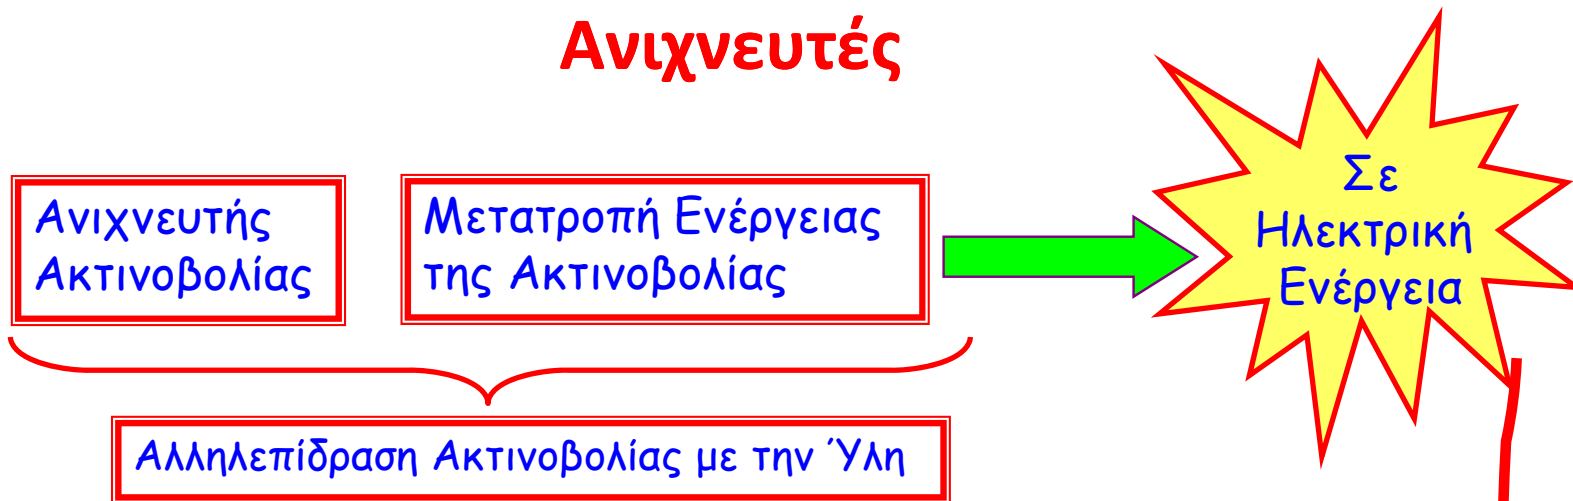 Ανιχνευτές
Ανιχνευτής
Ακτινοβολίας
Μετατροπή Ενέργειας
της Ακτινοβολίας
Σε
Ηλεκτρική
Ενέργεια
Αλληλεπίδραση Ακτινοβολίας με την Ύλη